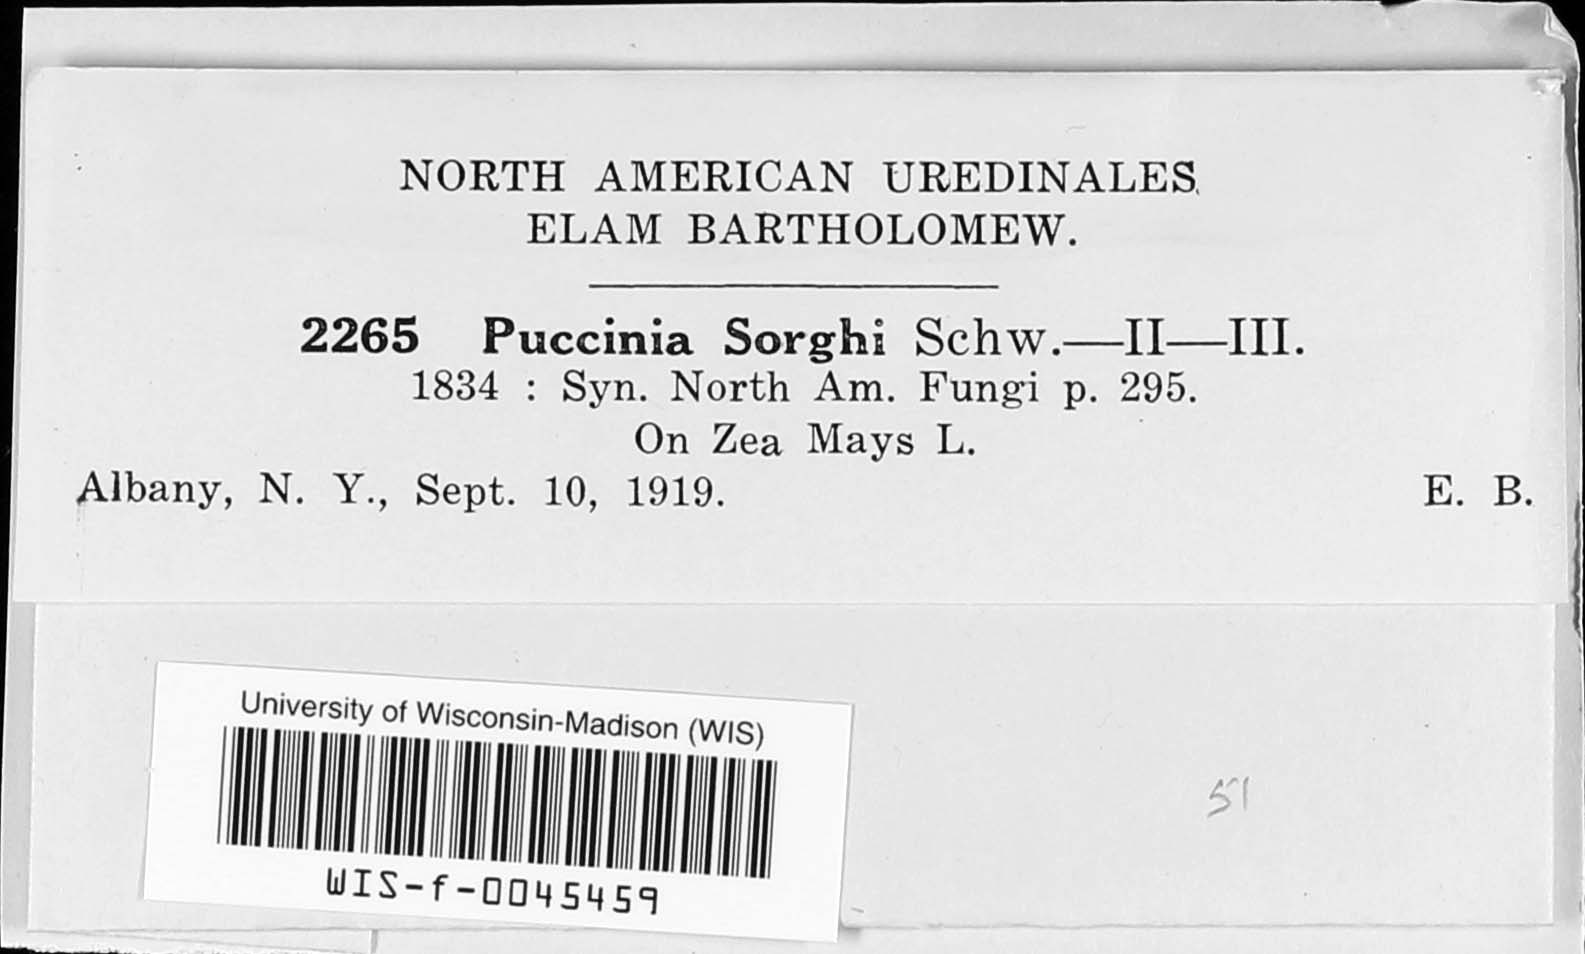 NORTH AMERICAN UREDINALES.
ELAM BARTHOLOMEW.
2265 Puccinia Sorghi Schw.—II—III.
1834 : Syn. North Am. Fungi p. 295.
On Zea Mays L.
Albany, N. Y., Sept. 10, 1919. E. B.
University of Wisconsin-Madison (WIS)
WIS-f-0045459
51